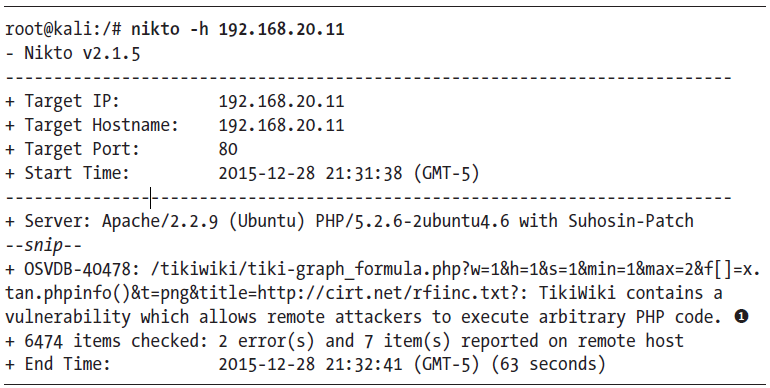 root@kali:/# nikto -h 192.168.20.11
- Nikto v2.1.5
---------------------------------------------------------------------------
+ Target IP: 192.168.20.11
+ Target Hostname: 192.168.20.11
+ Target Port: 80
+ Start Time: 2015-12-28 21:31:38 (GMT-5)
---------------------------------------------------------------------------
+ Server: Apache/2.2.9 (Ubuntu) PHP/5.2.6-2ubuntu4.6 with Suhosin-Patch
--snip--
+ OSVDB-40478: /tikiwiki/tiki-graph_formula.php?w=1&h=1&s=1&min=1&max=2&f[]=x.
tan.phpinfo()&t=png&title=http://cirt.net/rfiinc.txt?: TikiWiki contains a
vulnerability which allows remote attackers to execute arbitrary PHP code. ❶
+ 6474 items checked: 2 error(s) and 7 item(s) reported on remote host
+ End Time: 2015-12-28 21:32:41 (GMT-5) (63 seconds)